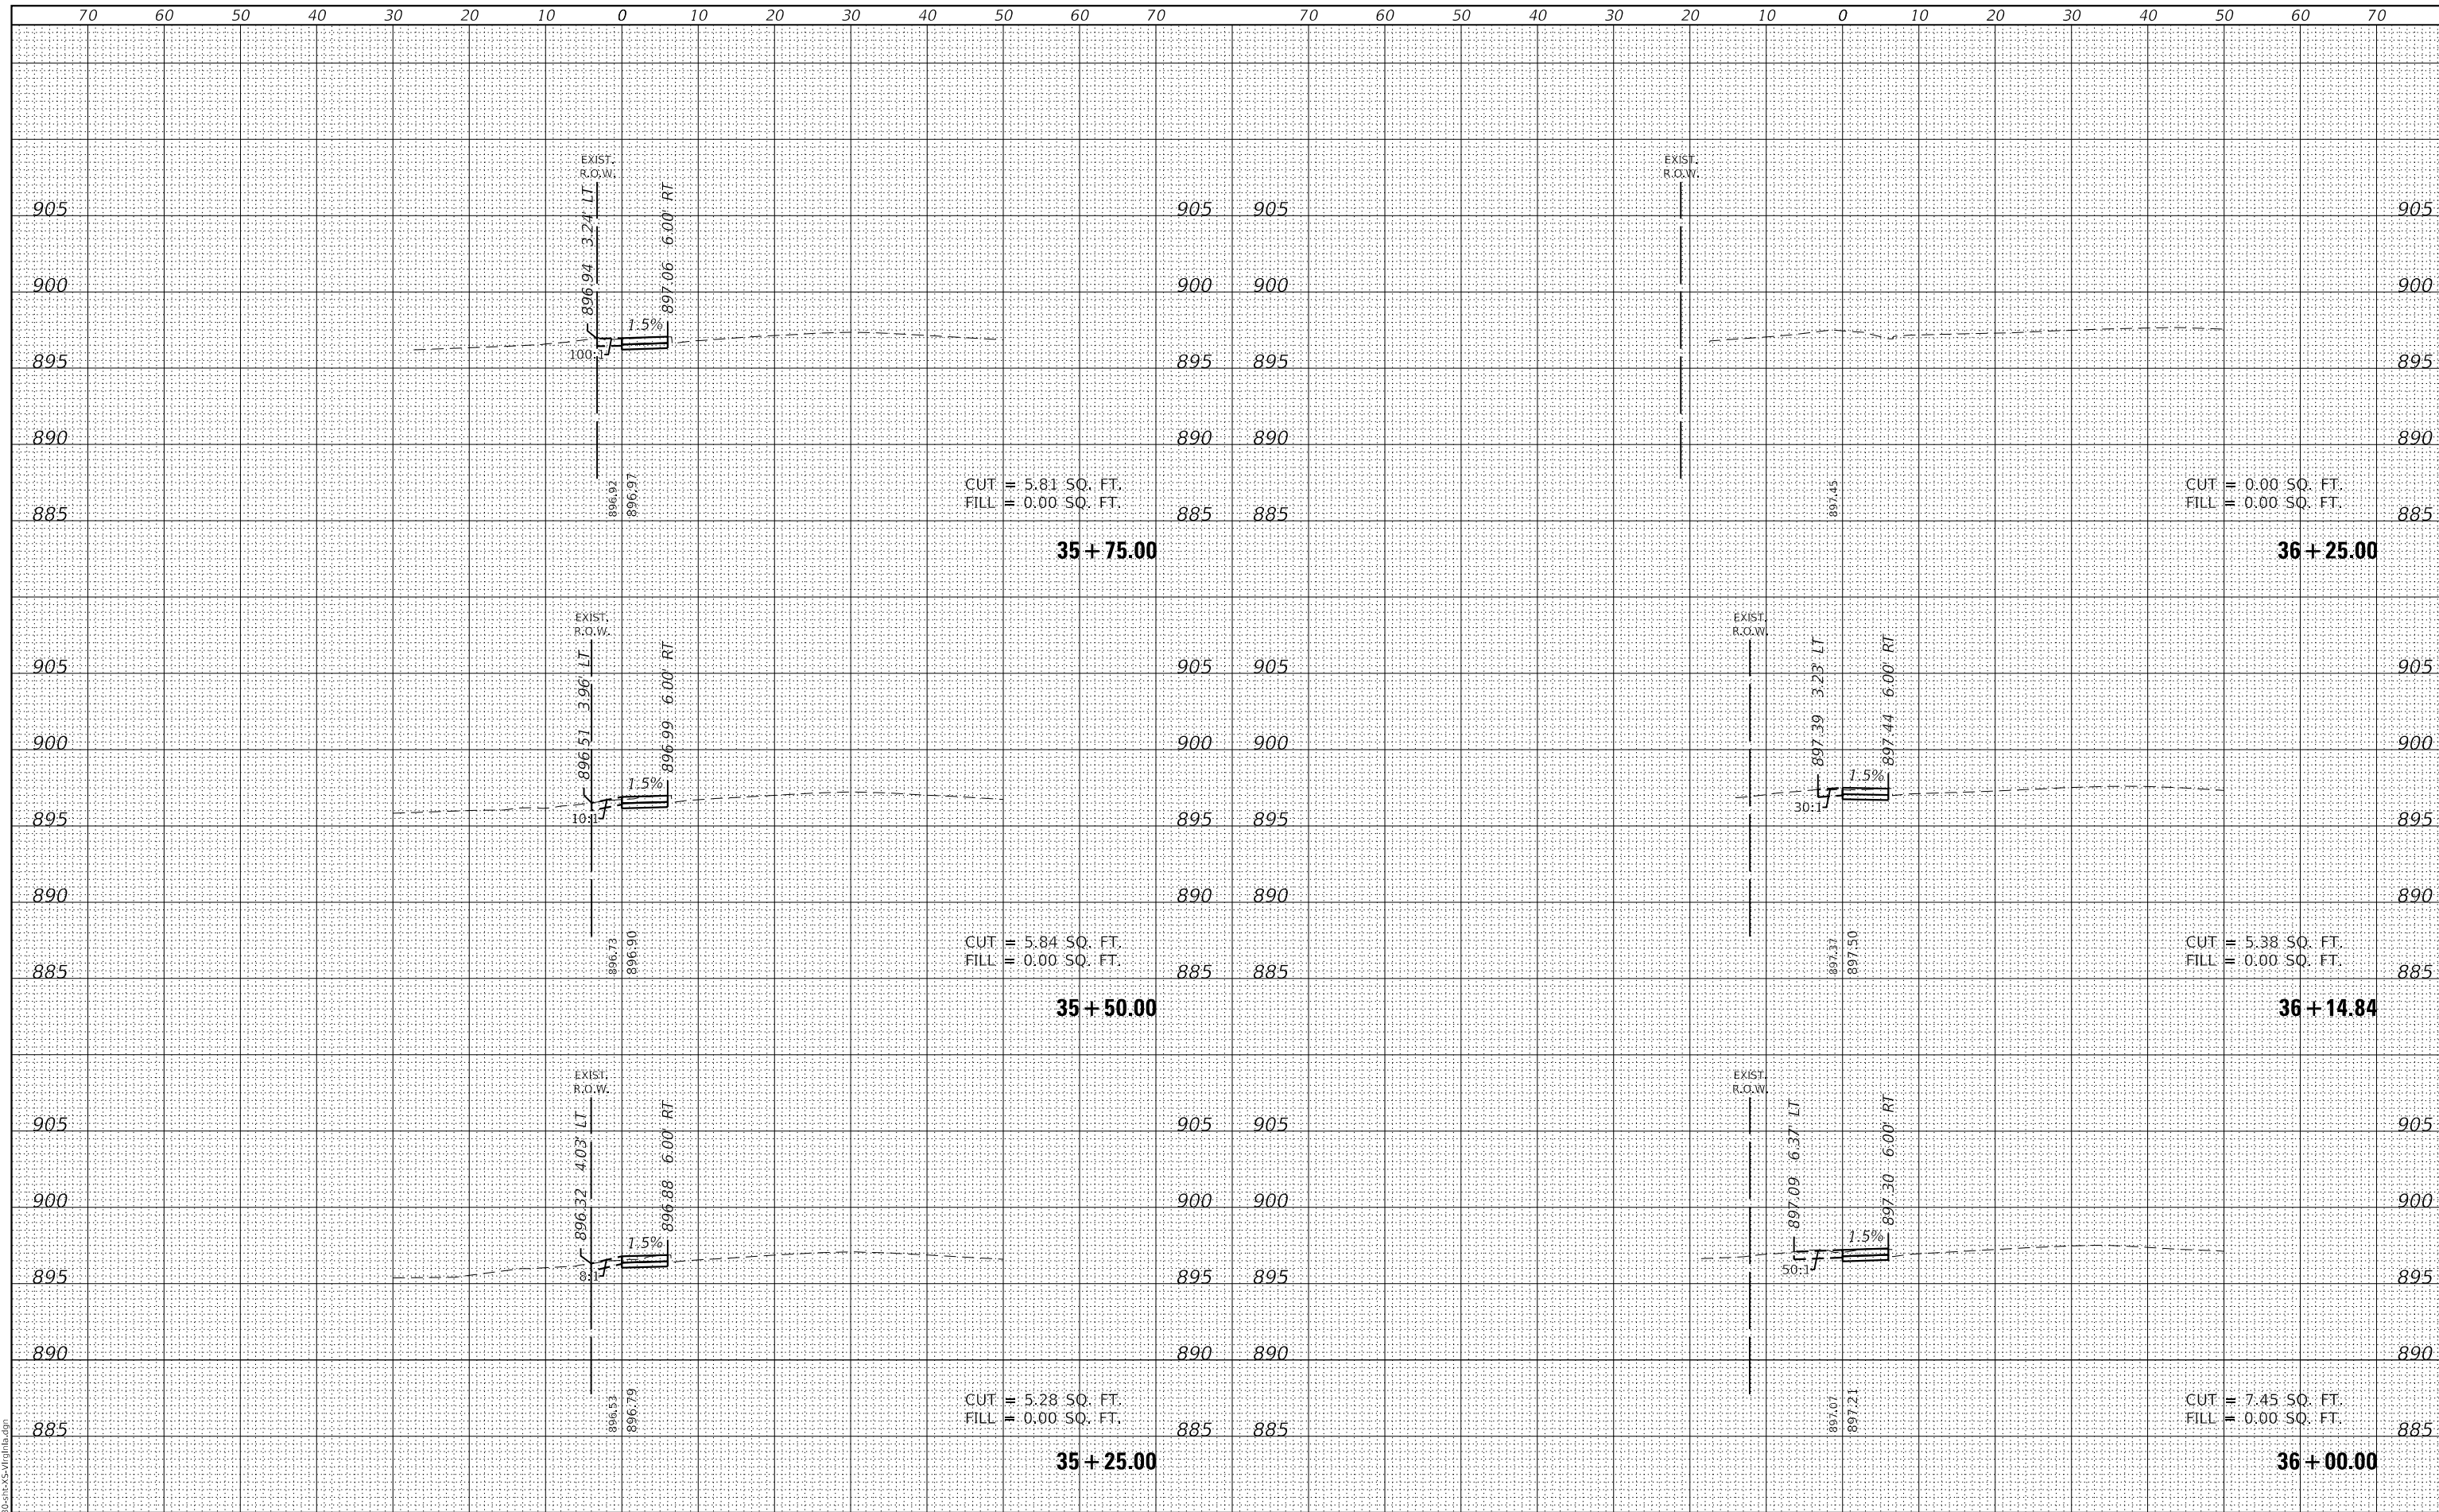 70 60 50 40 30 20 10 0 10 20 30 40 50 60 70 70 60 50 40 30 20 10 0 10 20 30 40 50 60 70
EXIST.
R.O.W.
896.94 3.24' LT
897.06 6.00' RT
1.5%
100:1
905 905
900 900
895 895
890 890
885 885
896.92
896.97
CUT = 5.81 SQ. FT.
FILL = 0.00 SQ. FT.
35+75.00
EXIST.
R.O.W.
905 905
900 900
895 895
890 890
885 885
897.45
CUT = 0.00 SQ. FT.
FILL = 0.00 SQ. FT.
36+25.00
EXIST.
R.O.W.
896.51 3.96' LT
896.99 6.00' RT
1.5%
10:1
905 905
900 900
895 895
890 890
885 885
896.73
896.90
CUT = 5.84 SQ. FT.
FILL = 0.00 SQ. FT.
35+50.00
EXIST.
R.O.W.
897.39 3.23' LT
897.44 6.00' RT
1.5%
30:1
905 905
900 900
895 895
890 890
885 885
897.37
897.50
CUT = 5.38 SQ. FT.
FILL = 0.00 SQ. FT.
36+14.84
EXIST.
R.O.W.
896.32 4.03' LT
896.88 6.00' RT
1.5%
8:1
905 905
900 900
895 895
890 890
885 885
896.53
896.79
CUT = 5.28 SQ. FT.
FILL = 0.00 SQ. FT.
35+25.00
EXIST.
R.O.W.
897.09 6.37' LT
897.30 6.00' RT
1.5%
50:1
905 905
900 900
895 895
890 890
885 885
897.07
897.21
CUT = 7.45 SQ. FT.
FILL = 0.00 SQ. FT.
36+00.00